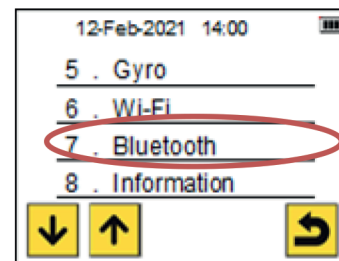 12-Feb-2021 14:00
5 . Gyro
6 . Wi-Fi
7 . Bluetooth
8 . Information